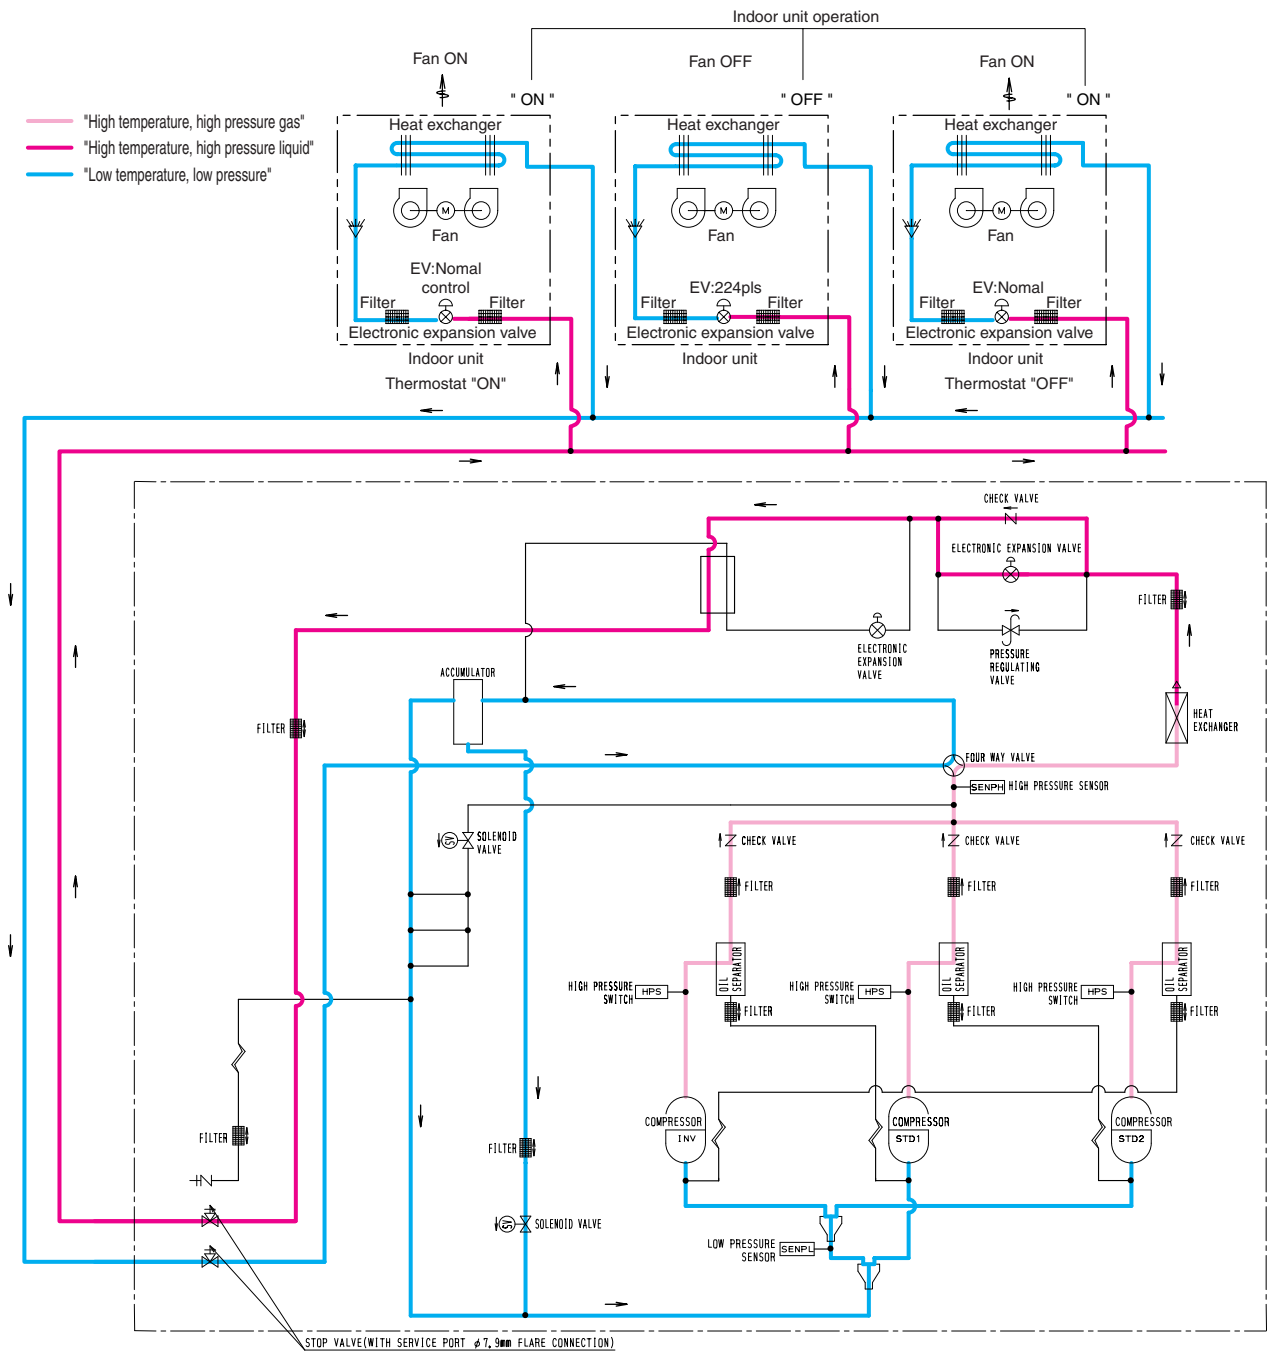 Indoor unit operation
Fan ON
Fan OFF
Fan ON
" ON "
" OFF "
" ON "
"High temperature, high pressure gas"
"High temperature, high pressure liquid"
"Low temperature, low pressure"
Heat exchanger
Heat exchanger
Heat exchanger
M
M
M
Fan
Fan
Fan
EV:Nomal
control
EV:224pls
EV:Nomal
Filter
Filter
Filter
Filter
Filter
Filter
Electronic expansion valve
Electronic expansion valve
Electronic expansion valve
Indoor unit
Indoor unit
Indoor unit
Thermostat "ON"
Thermostat "OFF"
CHECK VALVE
ELECTRONIC EXPANSION VALVE
FILTER
ELECTRONIC
EXPANSION
VALVE
PRESSURE
REGULATING
VALVE
ACCUMULATOR
HEAT
EXCHANGER
FILTER
FOUR WAY VALVE
SENPH
HIGH PRESSURE SENSOR
SV
SOLENOID
VALVE
CHECK VALVE
CHECK VALVE
CHECK VALVE
FILTER
FILTER
FILTER
OIL
SEPARATOR
OIL
SEPARATOR
OIL
SEPARATOR
HIGH PRESSURE
SWITCH
HPS
HIGH PRESSURE
SWITCH
HPS
HIGH PRESSURE
SWITCH
HPS
FILTER
FILTER
FILTER
COMPRESSOR
INV
COMPRESSOR
STD1
COMPRESSOR
STD2
FILTER
FILTER
SV
SOLENOID VALVE
LOW PRESSURE
SENSOR
SENPL
STOP VALVE(WITH SERVICE PORT φ7.9mm FLARE CONNECTION)